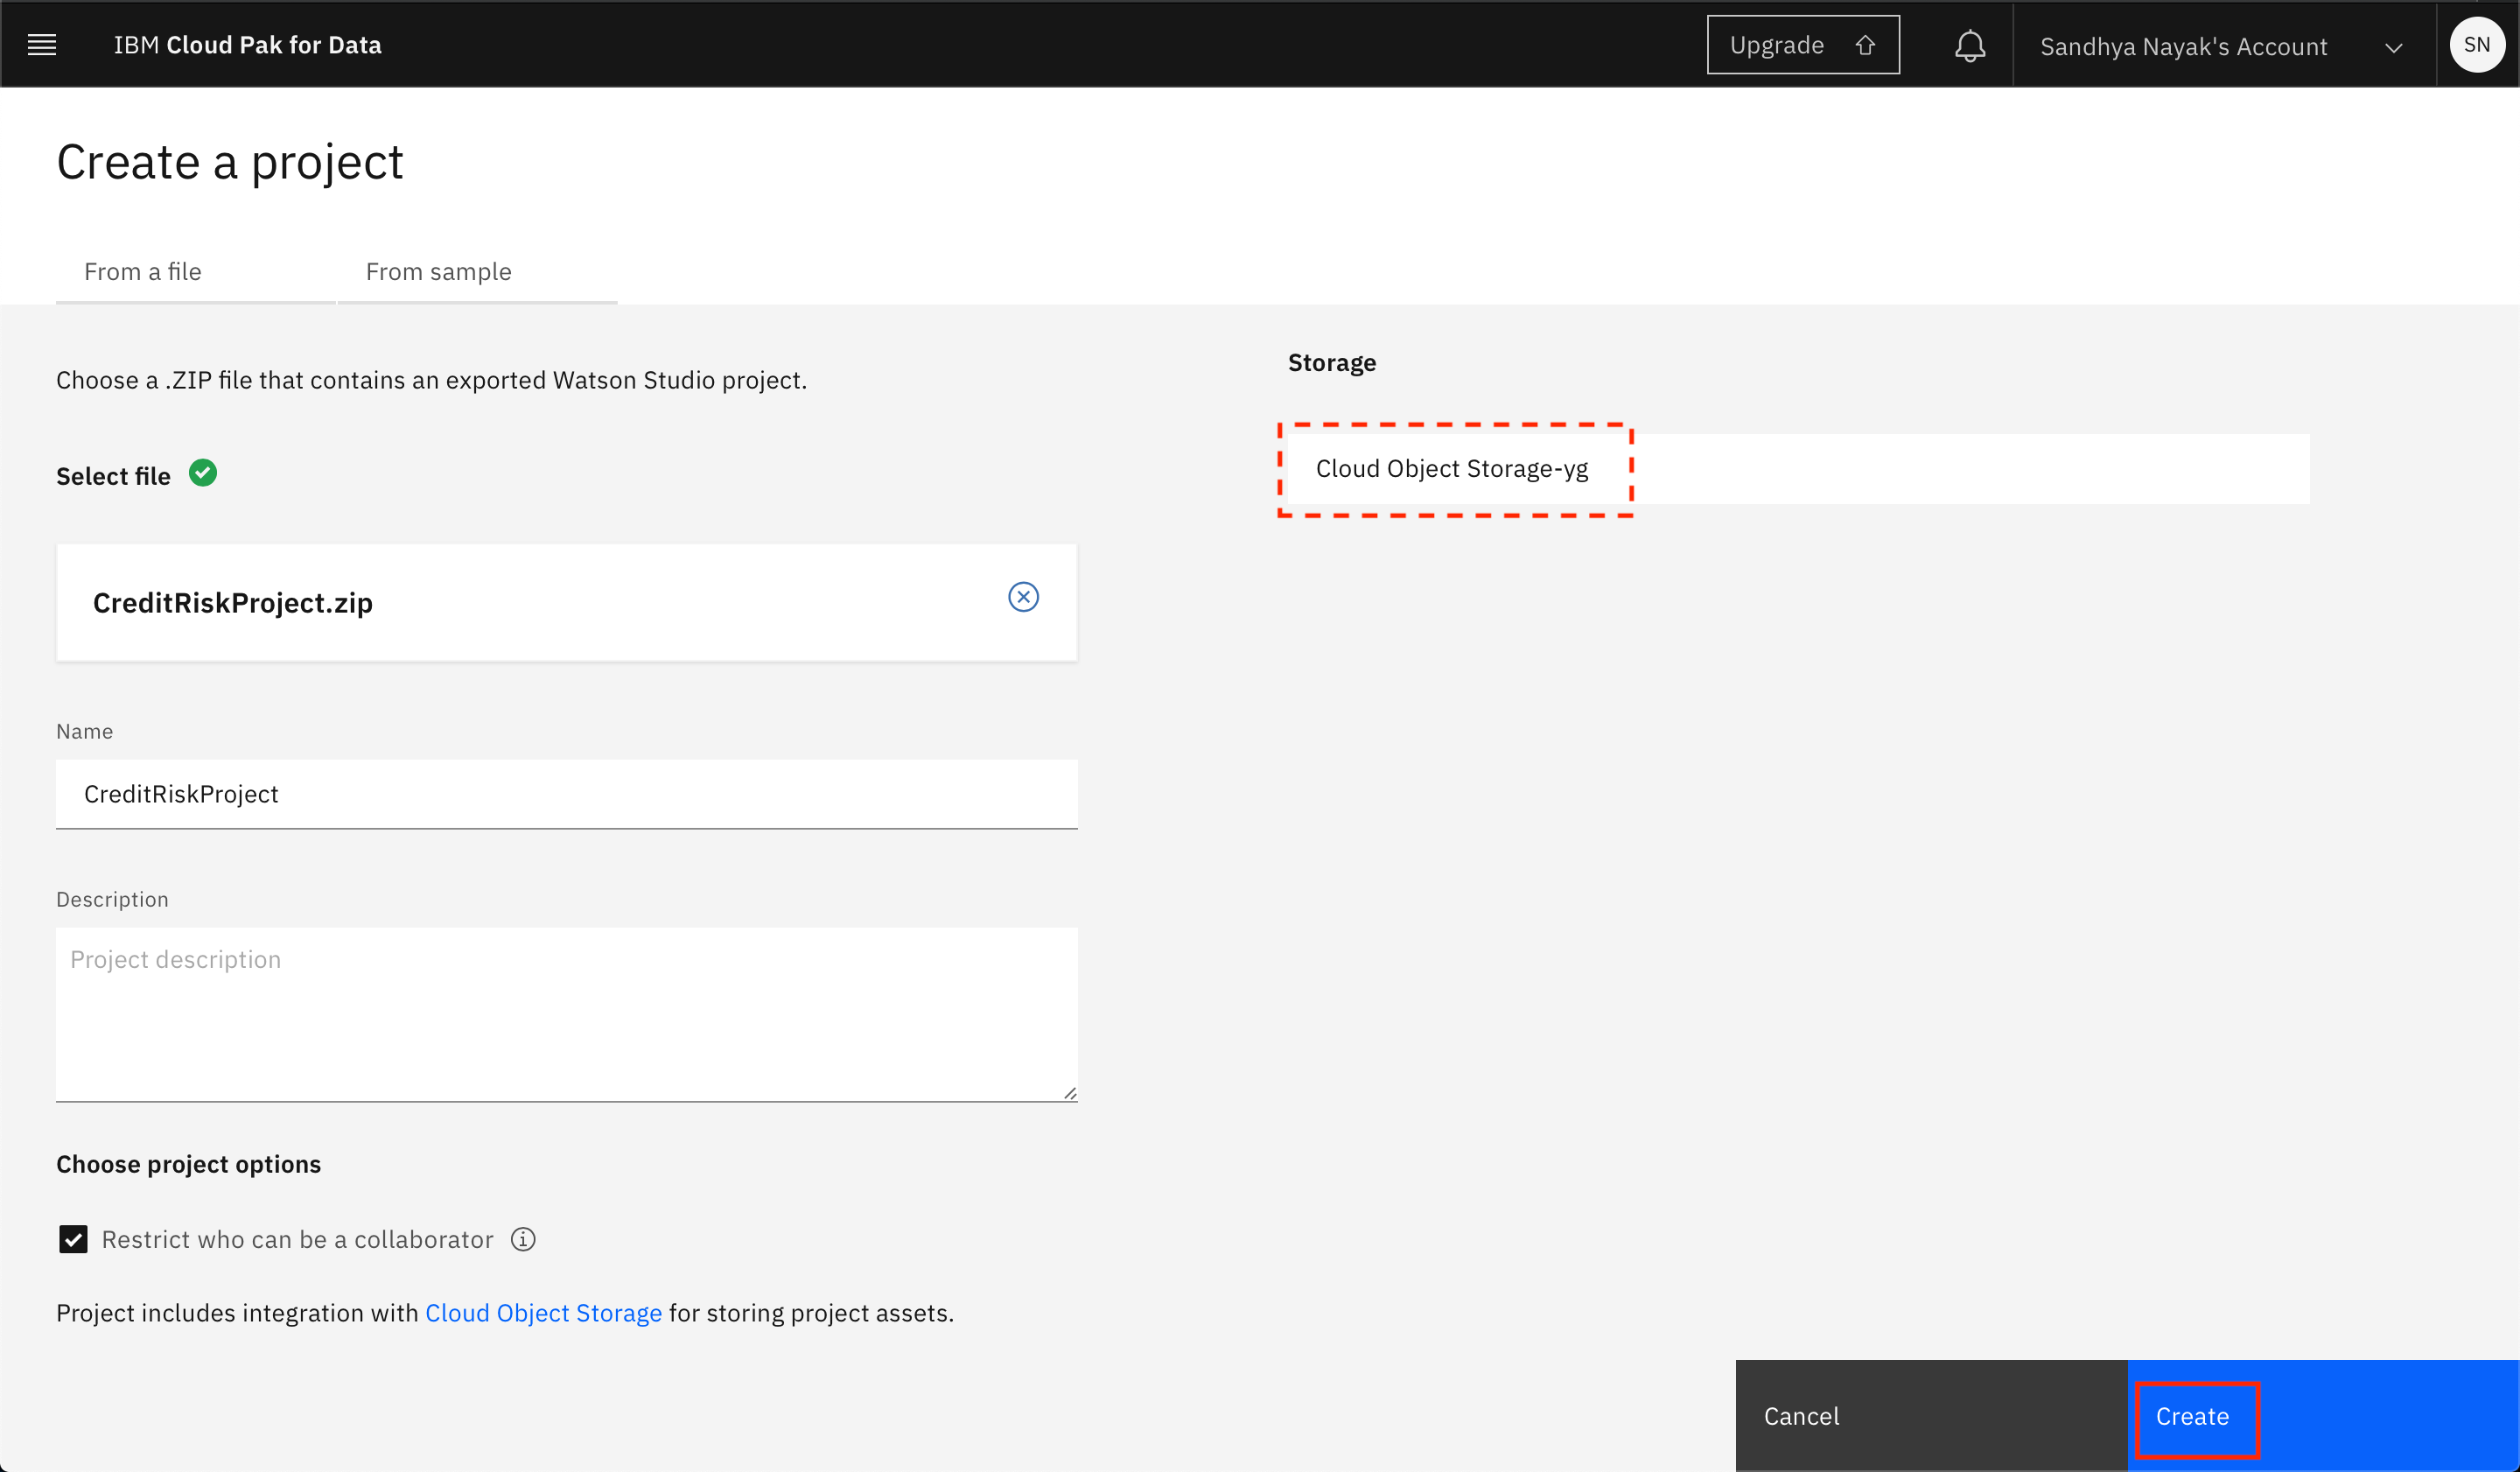 IBM Cloud Pak for Data
Upgrade
Sandhya Nayak's Account
SN
Create a project
From a file
From sample
Choose a .ZIP file that contains an exported Watson Studio project.
Select file
CreditRiskProject.zip
Name
CreditRiskProject
Description
Project description
Choose project options
Restrict who can be a collaborator
Project includes integration with Cloud Object Storage for storing project assets.
Storage
Cloud Object Storage-yg
Cancel
Create